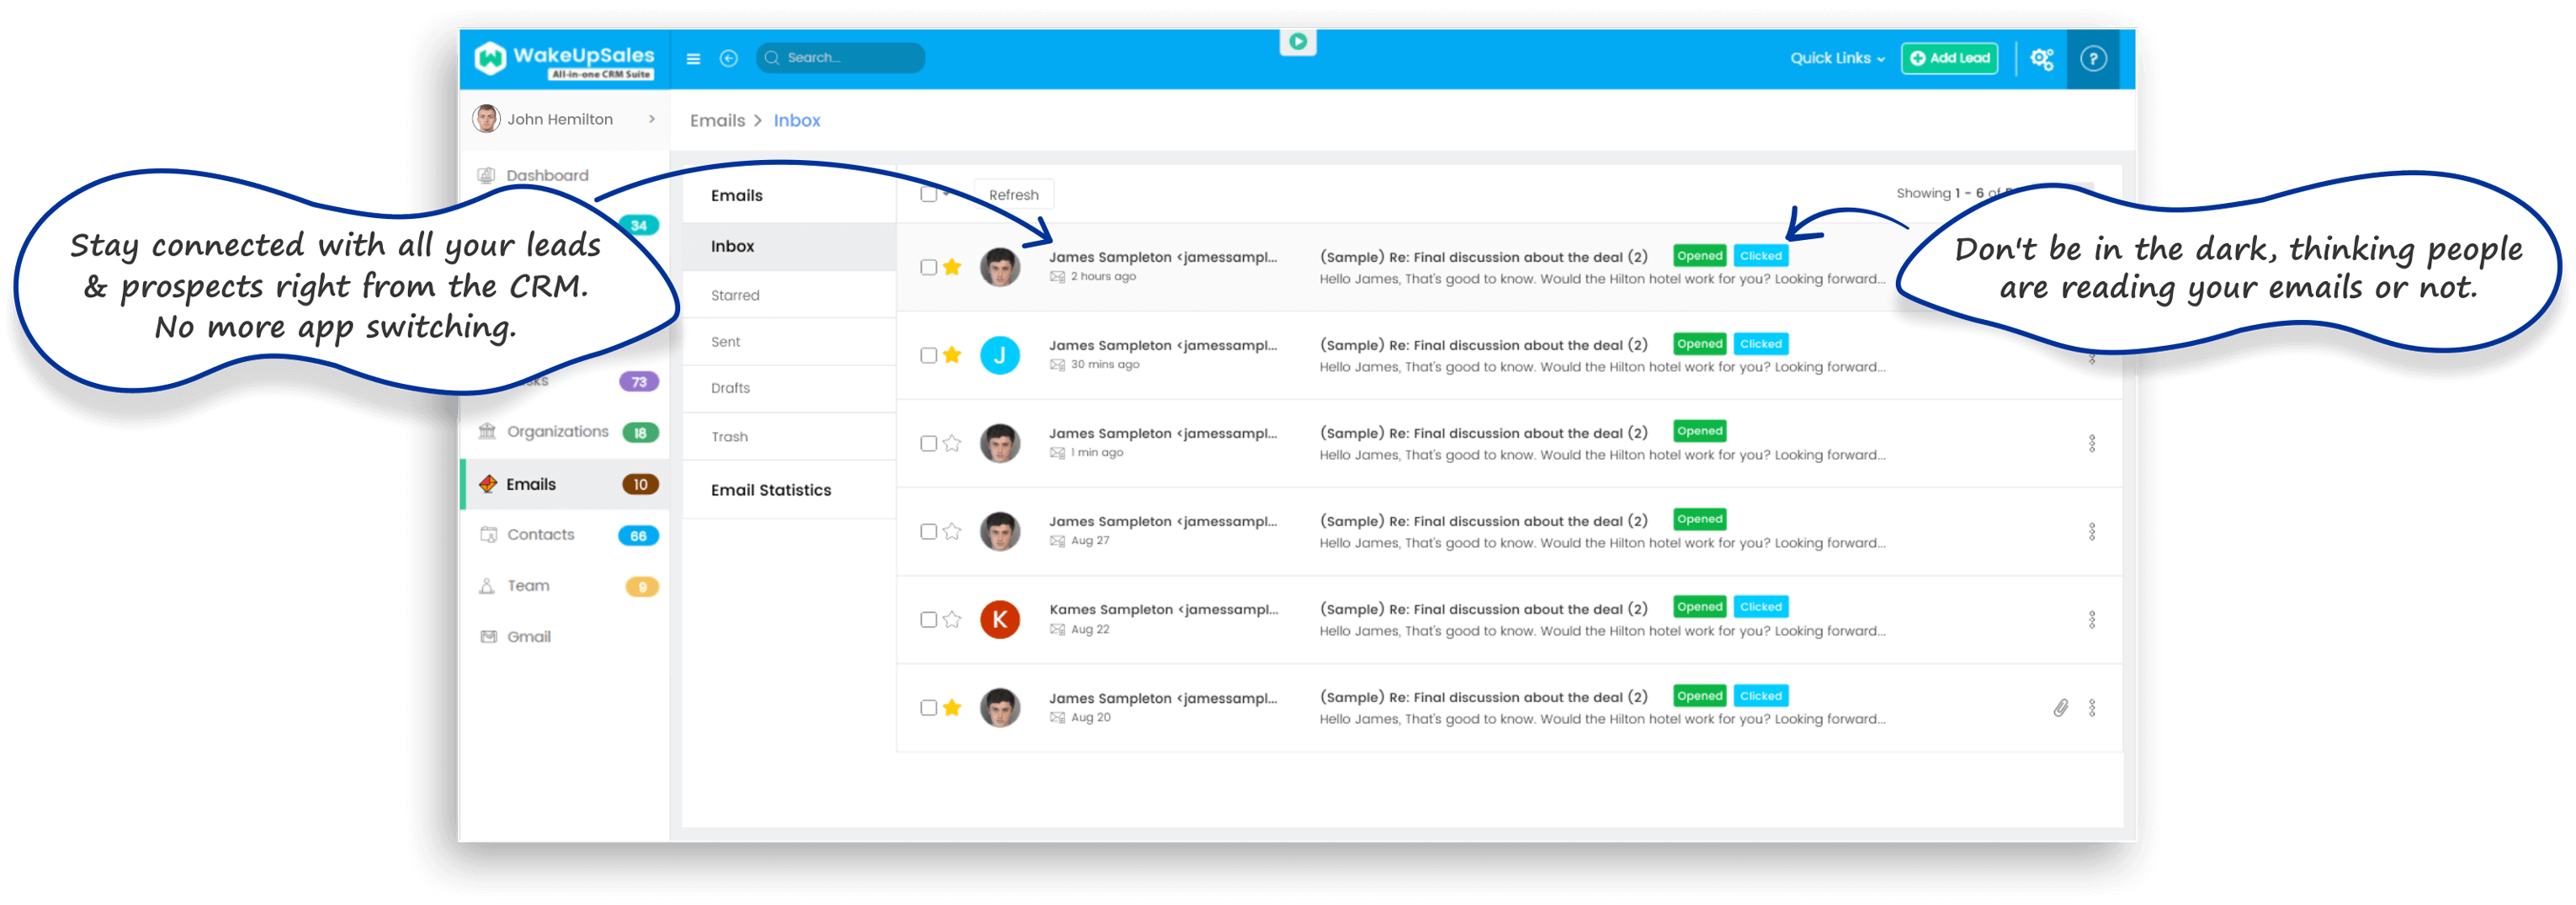 WakeUpSales
All-in-one CRM Suite
Search...
Quick Links
Add Lead
?
John Hemilton
Emails > Inbox
Dashboard
34
73
Organizations 18
Emails 10
Contacts 66
Team 9
Gmail
Stay connected with all your leads
& prospects right from the CRM.
No more app switching.
Emails
Inbox
Starred
Sent
Drafts
Trash
Email Statistics
Refresh
Showing 1 - 6 of
Don't be in the dark, thinking people
are reading your emails or not.
James Sampleton <jamessampl... (Sample) Re: Final discussion about the deal (2) Opened Clicked
2 hours ago Hello James, That's good to know. Would the Hilton hotel work for you? Looking forward...
J
James Sampleton <jamessampl... (Sample) Re: Final discussion about the deal (2) Opened Clicked
30 mins ago Hello James, That's good to know. Would the Hilton hotel work for you? Looking forward...
James Sampleton <jamessampl... (Sample) Re: Final discussion about the deal (2) Opened
1 min ago Hello James, That's good to know. Would the Hilton hotel work for you? Looking forward...
James Sampleton <jamessampl... (Sample) Re: Final discussion about the deal (2) Opened
Aug 27 Hello James, That's good to know. Would the Hilton hotel work for you? Looking forward...
K
Kames Sampleton <jamessampl... (Sample) Re: Final discussion about the deal (2) Opened Clicked
Aug 22 Hello James, That's good to know. Would the Hilton hotel work for you? Looking forward...
James Sampleton <jamessampl... (Sample) Re: Final discussion about the deal (2) Opened Clicked
Aug 20 Hello James, That's good to know. Would the Hilton hotel work for you? Looking forward...